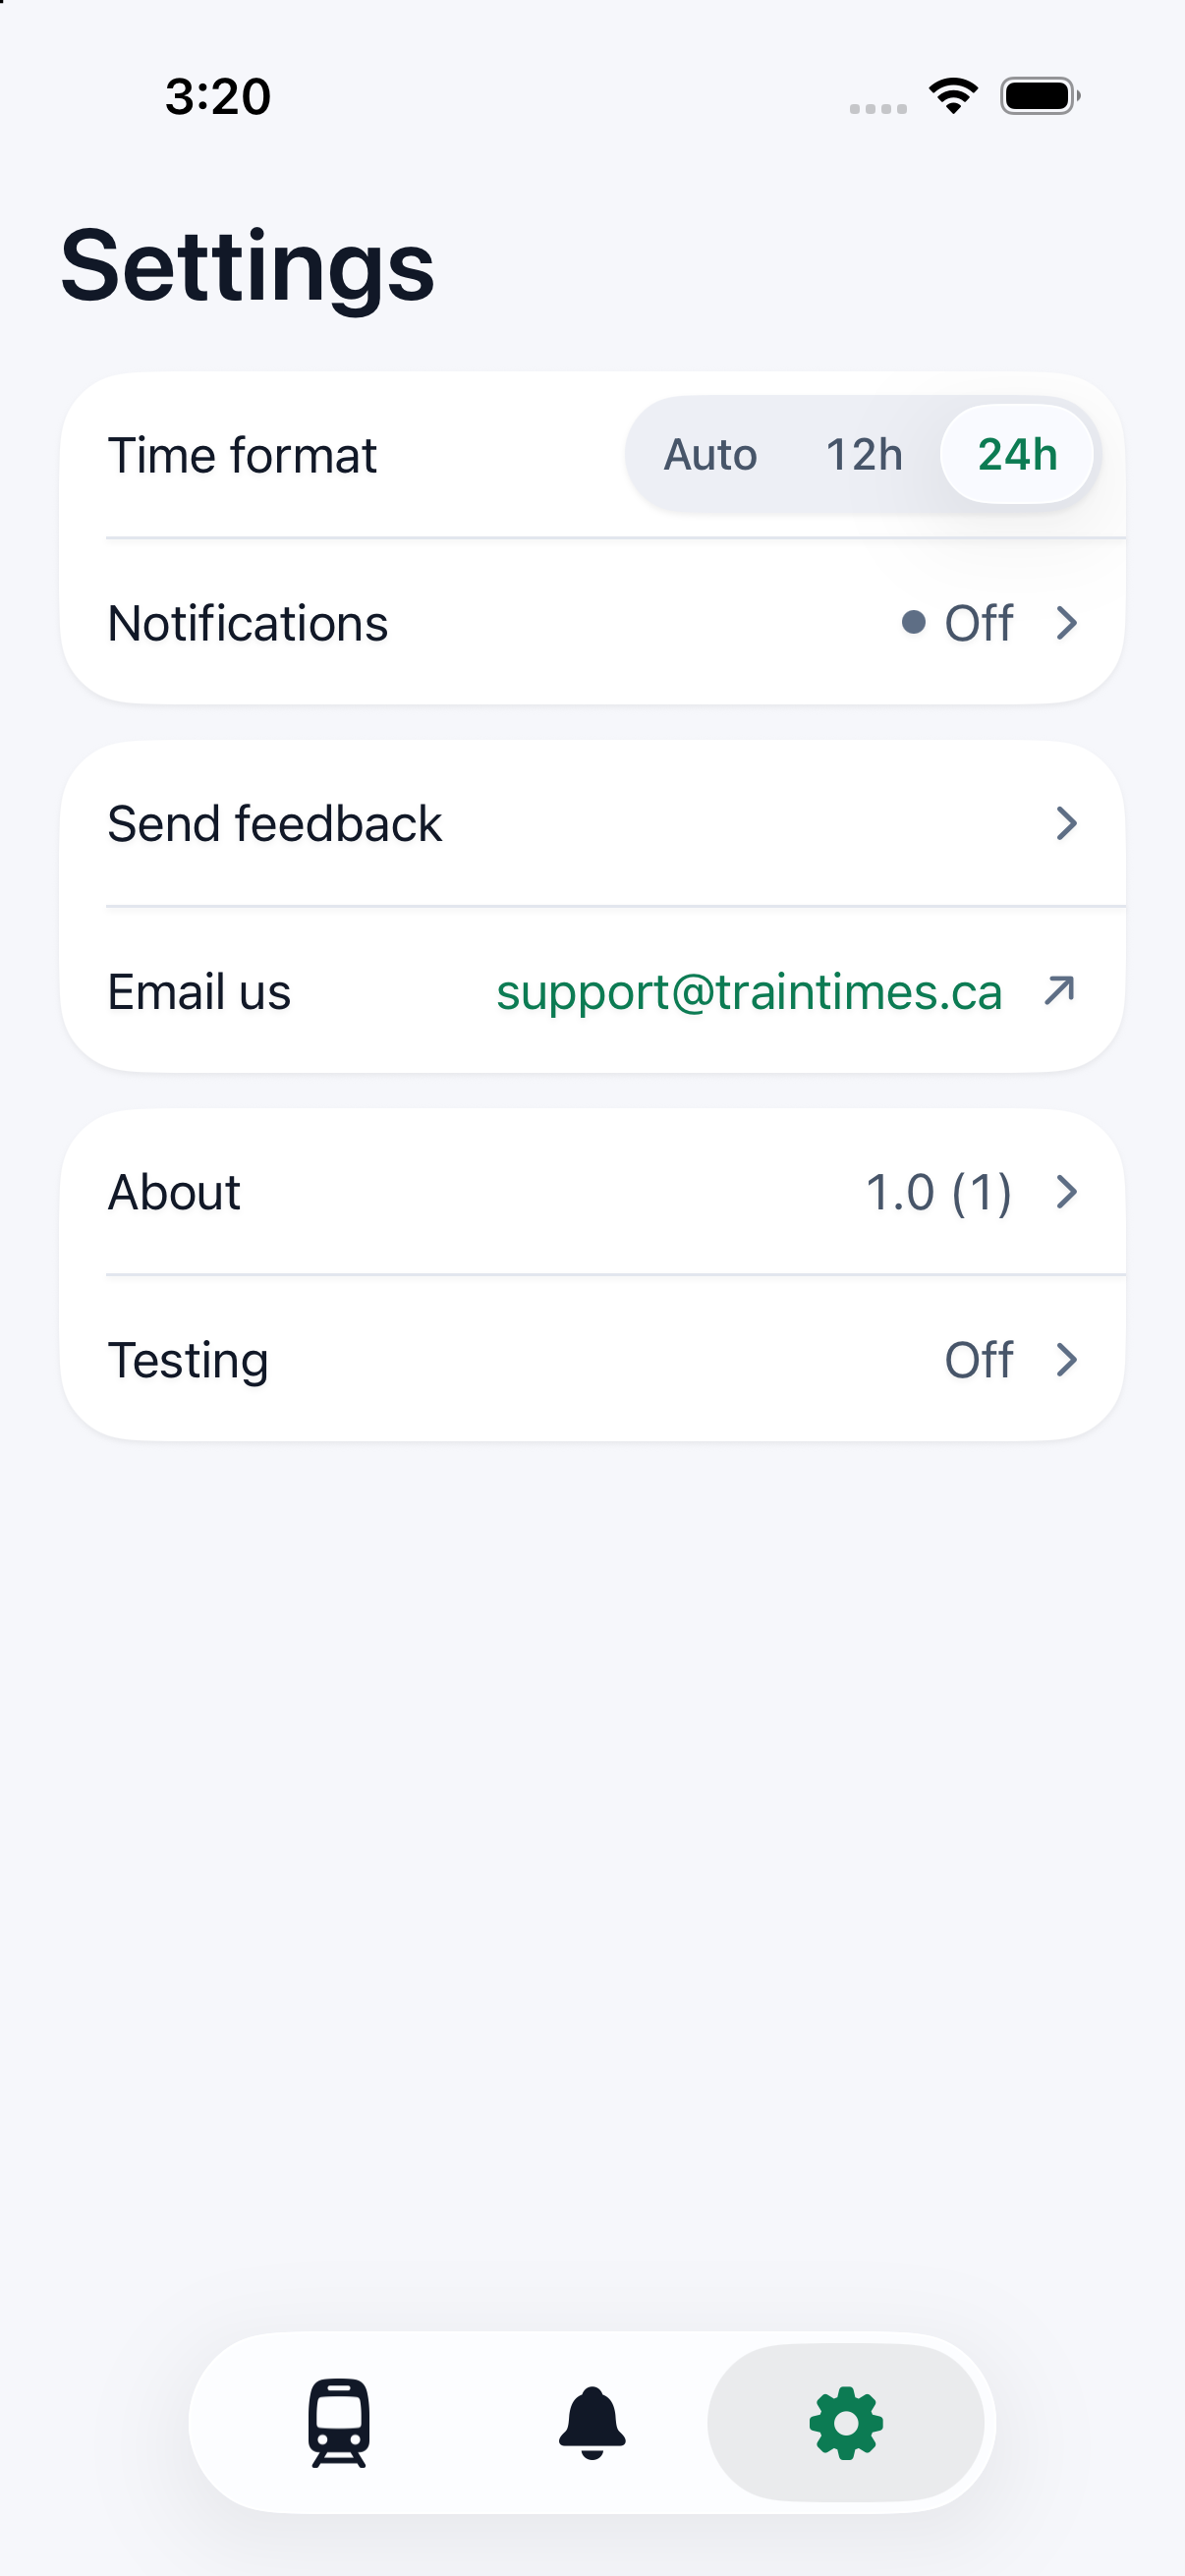 3:20
Settings
Time format Auto 12h 24h
Notifications Off
Send feedback
Email us support@traintimes.ca
About 1.0 (1)
Testing Off